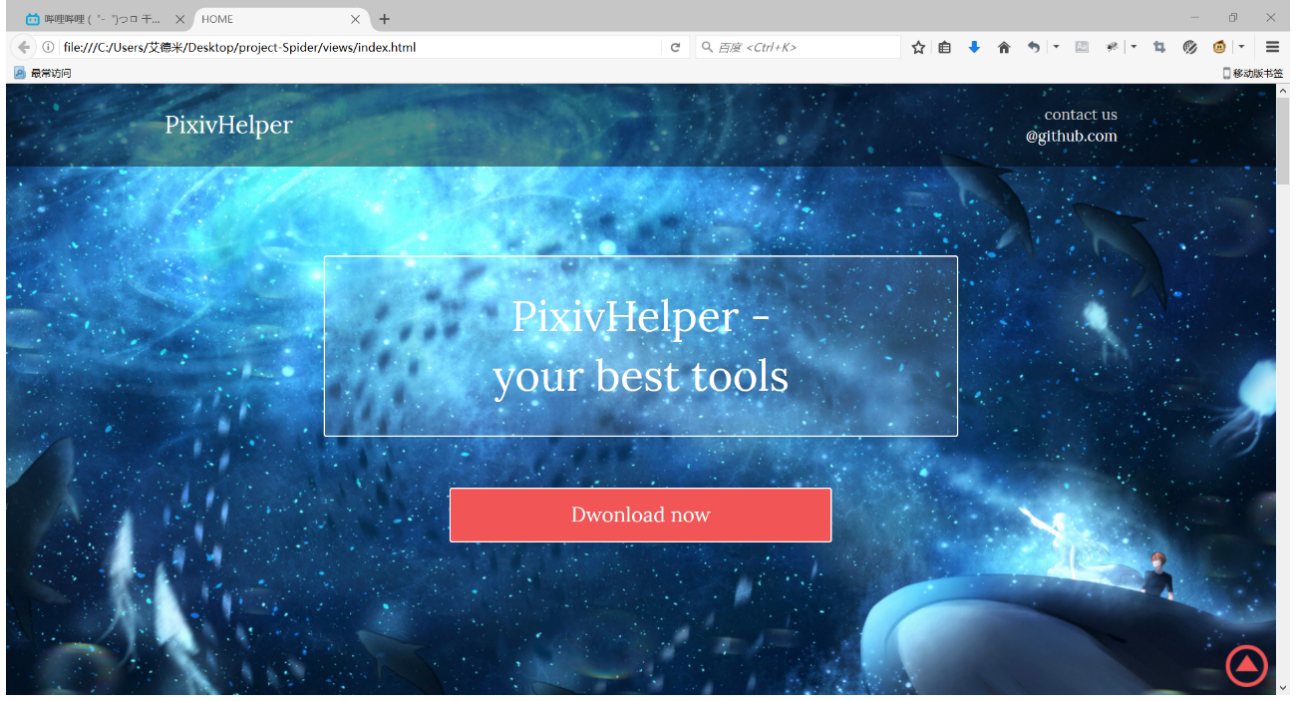 哔哩哔哩 ( ゜- ゜)つロ 干...
HOME
file:///C:/Users/艾德米/Desktop/project-Spider/views/index.html
百度 <Ctrl+K>
最常访问
移动版书签
PixivHelper
contact us
@github.com
PixivHelper -
your best tools
Dwonload now